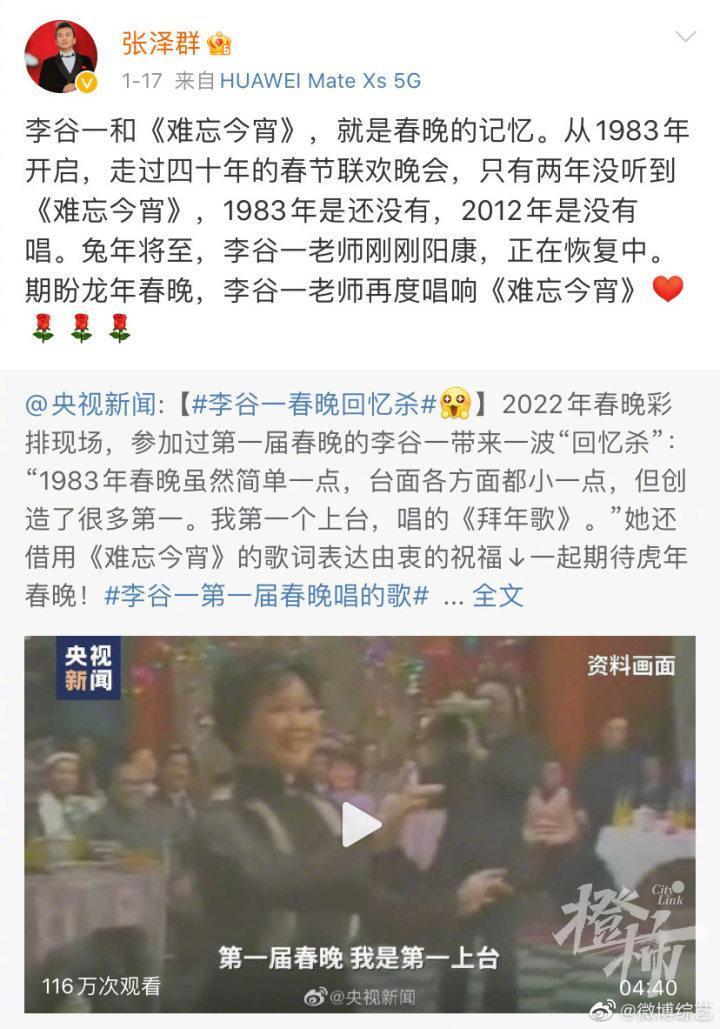 张泽群
1-17 来自 HUAWEI Mate Xs 5G
李谷一和《难忘今宵》，就是春晚的记忆。从1983年
开启，走过四十年的春节联欢晚会，只有两年没听到
《难忘今宵》，1983年是还没有，2012年是没有
唱。兔年将至，李谷一老师刚刚阳康，正在恢复中。
期盼龙年春晚，李谷一老师再度唱响《难忘今宵》
@央视新闻:【#李谷一春晚回忆杀#】2022年春晚彩
排现场，参加过第一届春晚的李谷一带来一波“回忆杀”：
“1983年春晚虽然简单一点，台面各方面都小一点，但创
造了很多第一。我第一个上台，唱的《拜年歌》。”她还
借用《难忘今宵》的歌词表达由衷的祝福↓一起期待虎年
春晚！#李谷一第一届春晚唱的歌# ... 全文
央视
新闻
资料画面
City
Link
橙柿
第一届春晚 我是第一上台
116万次观看
04:40
@央视新闻
@微博综艺